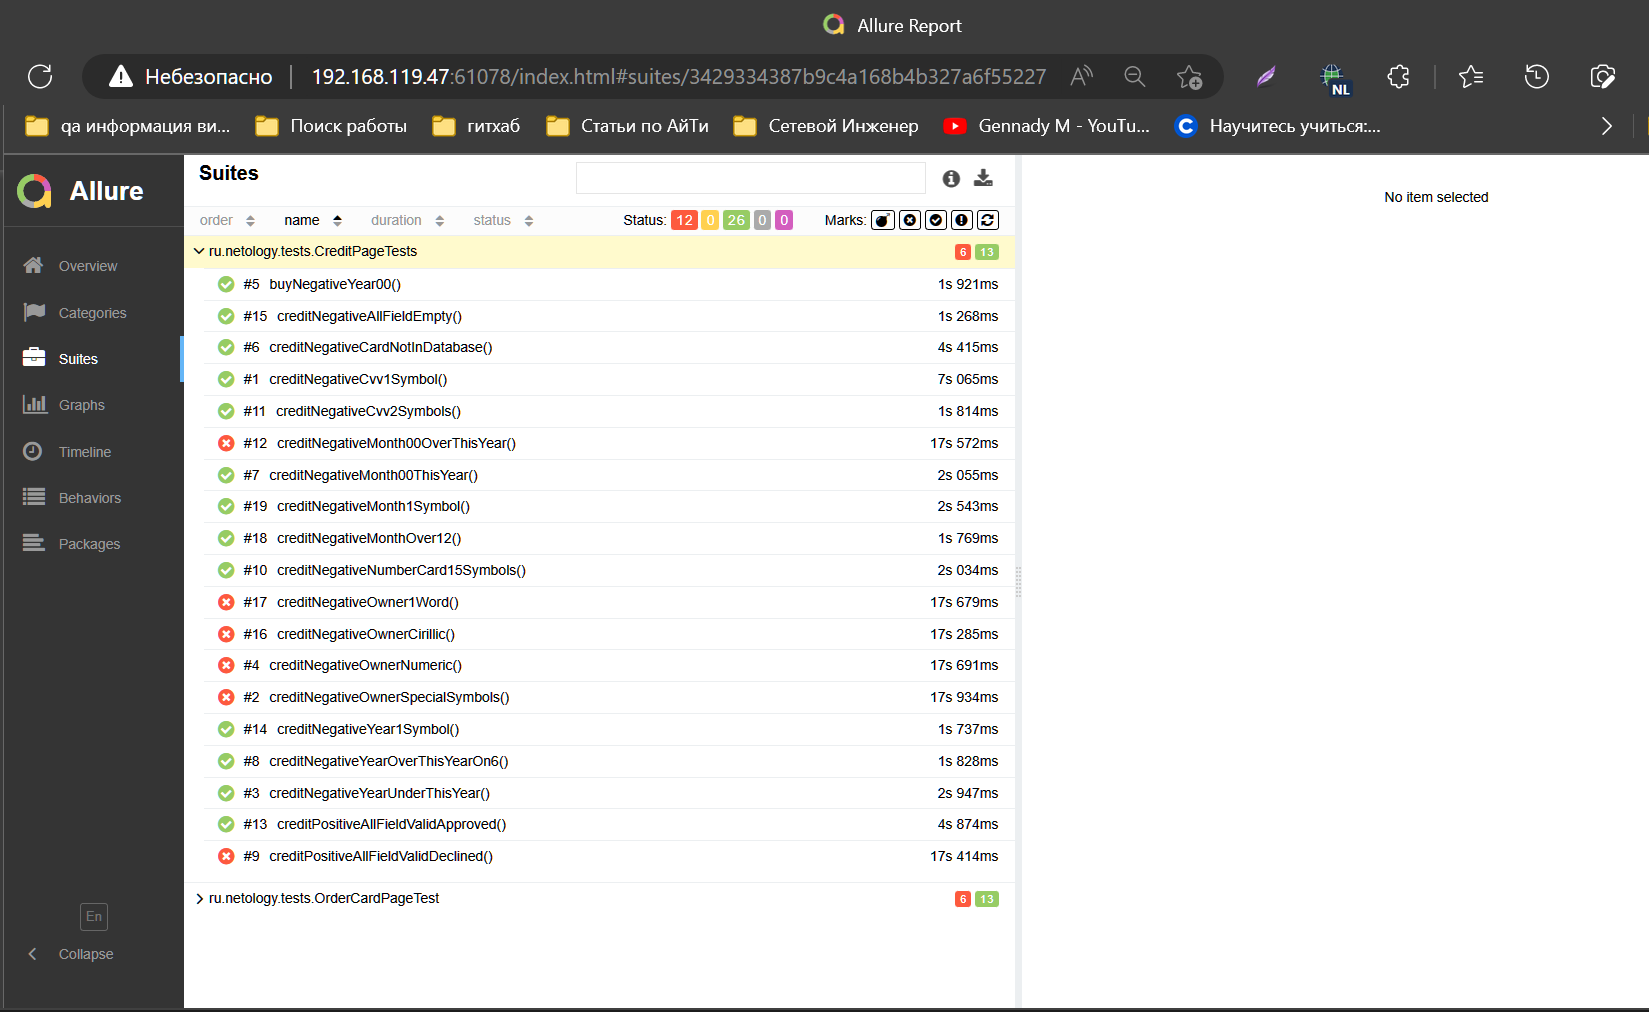 Allure Report
Небезопасно 192.168.119.47:61078/index.html#suites/3429334387b9c4a168b4b327a6f55227 A NL
qa информация ви... Поиск работы гитхаб Статьи по АйТи Сетевой Инженер Gennady M - YouTu... C Научитесь учиться:...
Allure
Overview
Categories
Suites
Graphs
Timeline
Behaviors
Packages
En
Collapse
Suites
order name duration status Status: 12 0 26 0 0 Marks:
ru.netology.tests.CreditPageTests 6 13
#5 buyNegativeYear00() 1s 921ms
#15 creditNegativeAllFieldEmpty() 1s 268ms
#6 creditNegativeCardNotInDatabase() 4s 415ms
#1 creditNegativeCvv1Symbol() 7s 065ms
#11 creditNegativeCvv2Symbols() 1s 814ms
#12 creditNegativeMonth00OverThisYear() 17s 572ms
#7 creditNegativeMonth00ThisYear() 2s 055ms
#19 creditNegativeMonth1Symbol() 2s 543ms
#18 creditNegativeMonthOver12() 1s 769ms
#10 creditNegativeNumberCard15Symbols() 2s 034ms
#17 creditNegativeOwner1Word() 17s 679ms
#16 creditNegativeOwnerCirillic() 17s 285ms
#4 creditNegativeOwnerNumeric() 17s 691ms
#2 creditNegativeOwnerSpecialSymbols() 17s 934ms
#14 creditNegativeYear1Symbol() 1s 737ms
#8 creditNegativeYearOverThisYearOn6() 1s 828ms
#3 creditNegativeYearUnderThisYear() 2s 947ms
#13 creditPositiveAllFieldValidApproved() 4s 874ms
#9 creditPositiveAllFieldValidDeclined() 17s 414ms
ru.netology.tests.OrderCardPageTest 6 13
No item selected